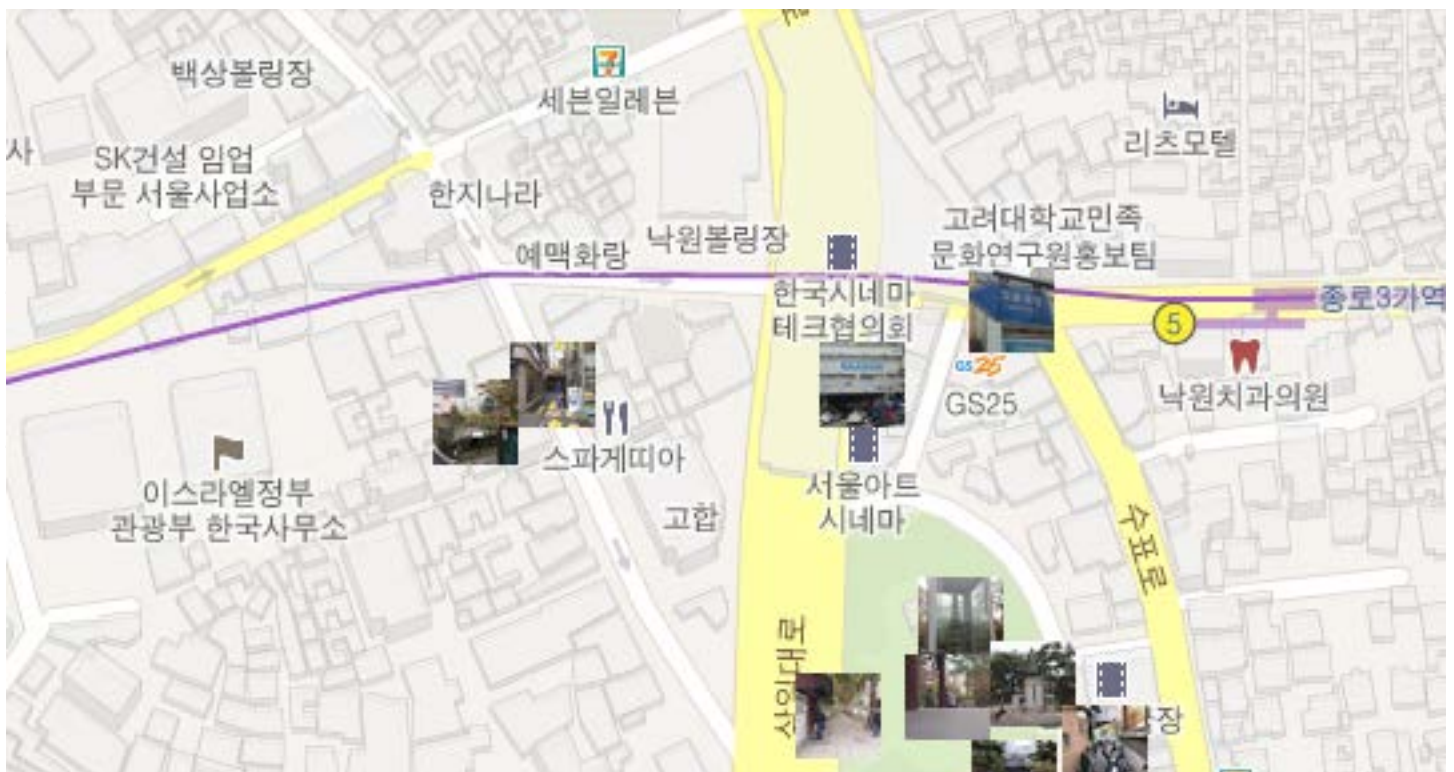 백상볼링장
세븐일레븐
리츠모텔
사
SK건설 임업
부문 서울사업소
한지나라
고려대학교민족
문화연구원홍보팀
예맥화랑
낙원볼링장
한국시네마
테크협의회
종로3가역
5
GS25
GS25
낙원치과의원
스파게띠아
이스라엘정부
관광부 한국사무소
고합
서울아트
시네마
수표로
삼일대로
장